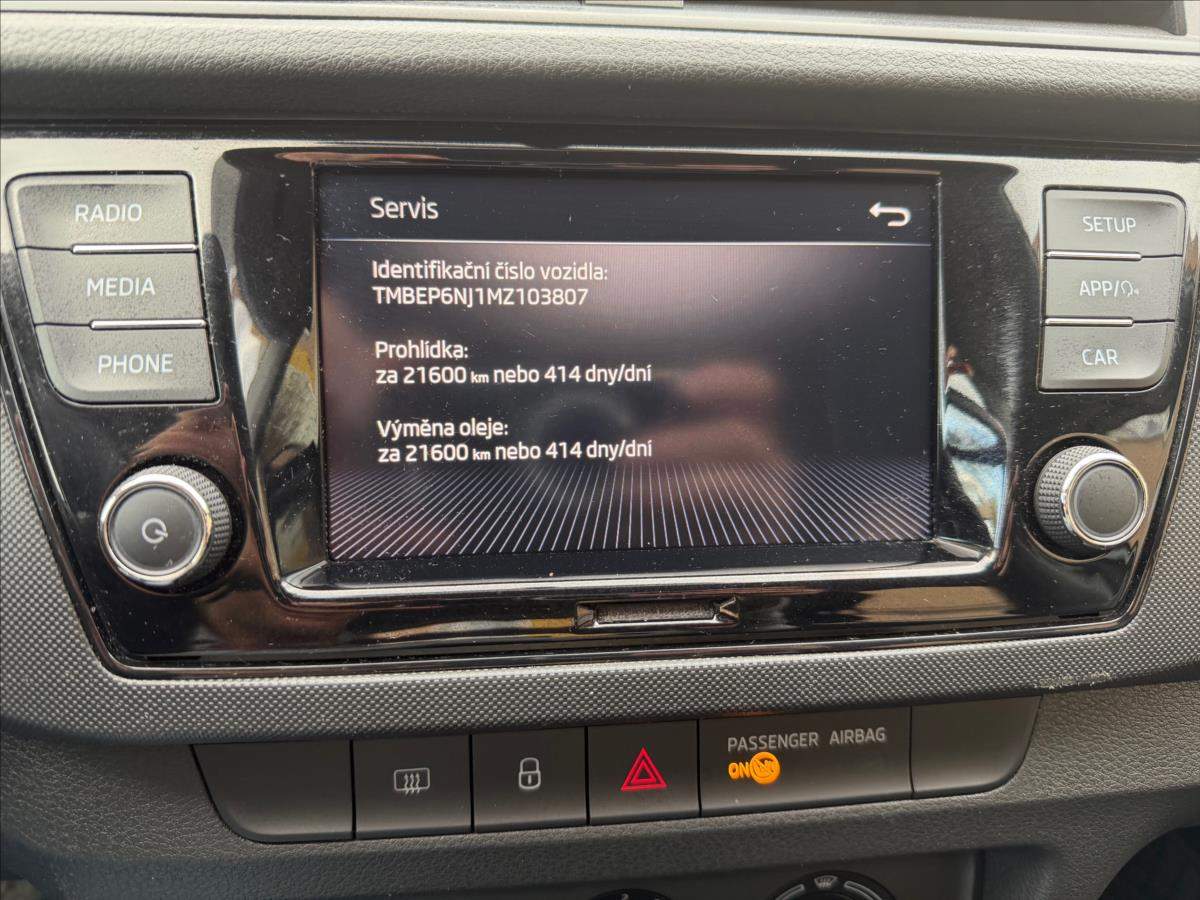 RADIO
MEDIA
PHONE
Servis
Identifikační číslo vozidla:
TMBEP6NJ1MZ103807
Prohlídka:
za 21600 km nebo 414 dny/dní
Výměna oleje:
za 21600 km nebo 414 dny/dní
SETUP
APP/
CAR
PASSENGER AIRBAG
ON